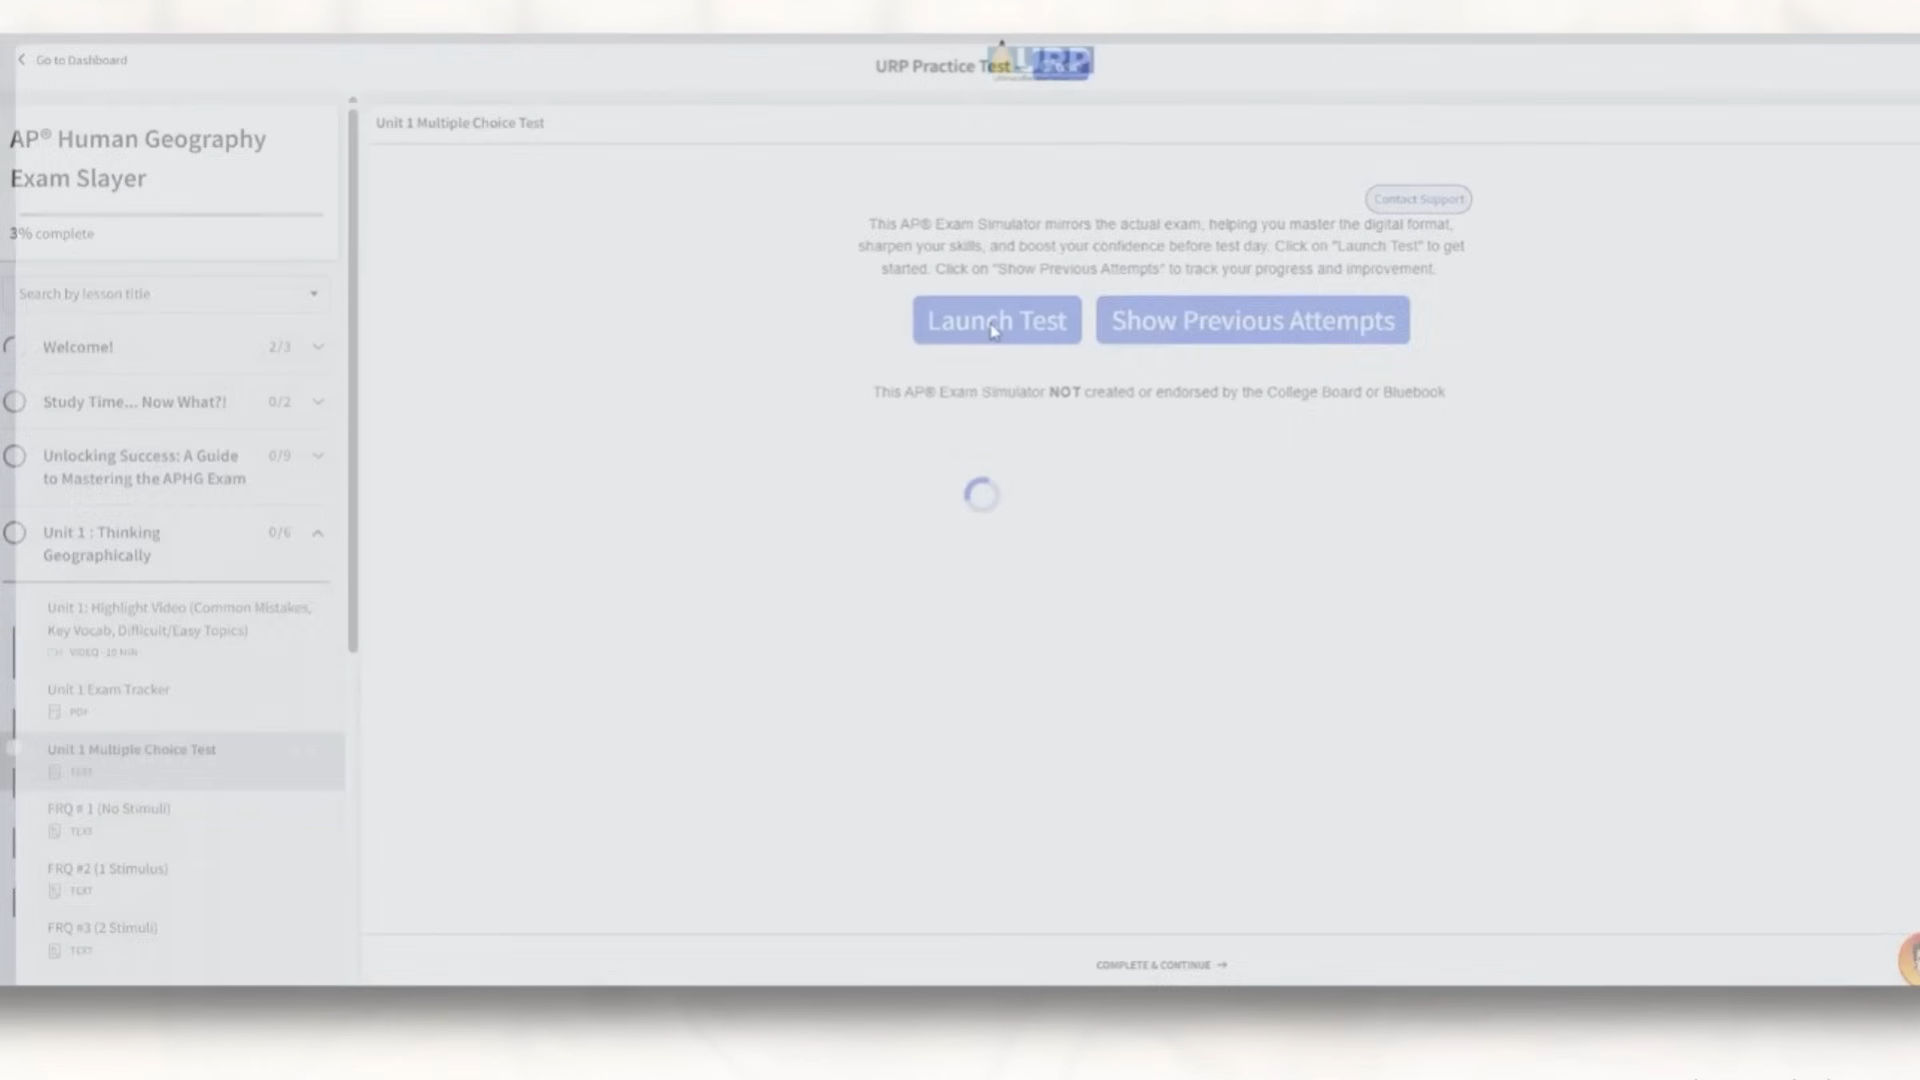 Go to Dashboard
URP Practice Test
URP
AP® Human Geography
Exam Slayer
3% complete
Search by lesson title
Welcome! 2/3
Study Time... Now What?! 0/2
Unlocking Success: A Guide 0/9
to Mastering the APHG Exam
Unit 1 : Thinking 0/6
Geographically
Unit 1: Highlight Video (Common Mistakes,
Key Vocab, Difficult/Easy Topics)
VIDEO · 10 MIN
Unit 1 Exam Tracker
PDF
Unit 1 Multiple Choice Test
TEXT
FRQ # 1 (No Stimuli)
TEXT
FRQ #2 (1 Stimulus)
TEXT
FRQ #3 (2 Stimuli)
TEXT
Unit 1 Multiple Choice Test
Contact Support
This AP® Exam Simulator mirrors the actual exam, helping you master the digital format,
sharpen your skills, and boost your confidence before test day. Click on "Launch Test" to get
started. Click on "Show Previous Attempts" to track your progress and improvement.
Launch Test Show Previous Attempts
This AP® Exam Simulator NOT created or endorsed by the College Board or Bluebook
COMPLETE & CONTINUE →